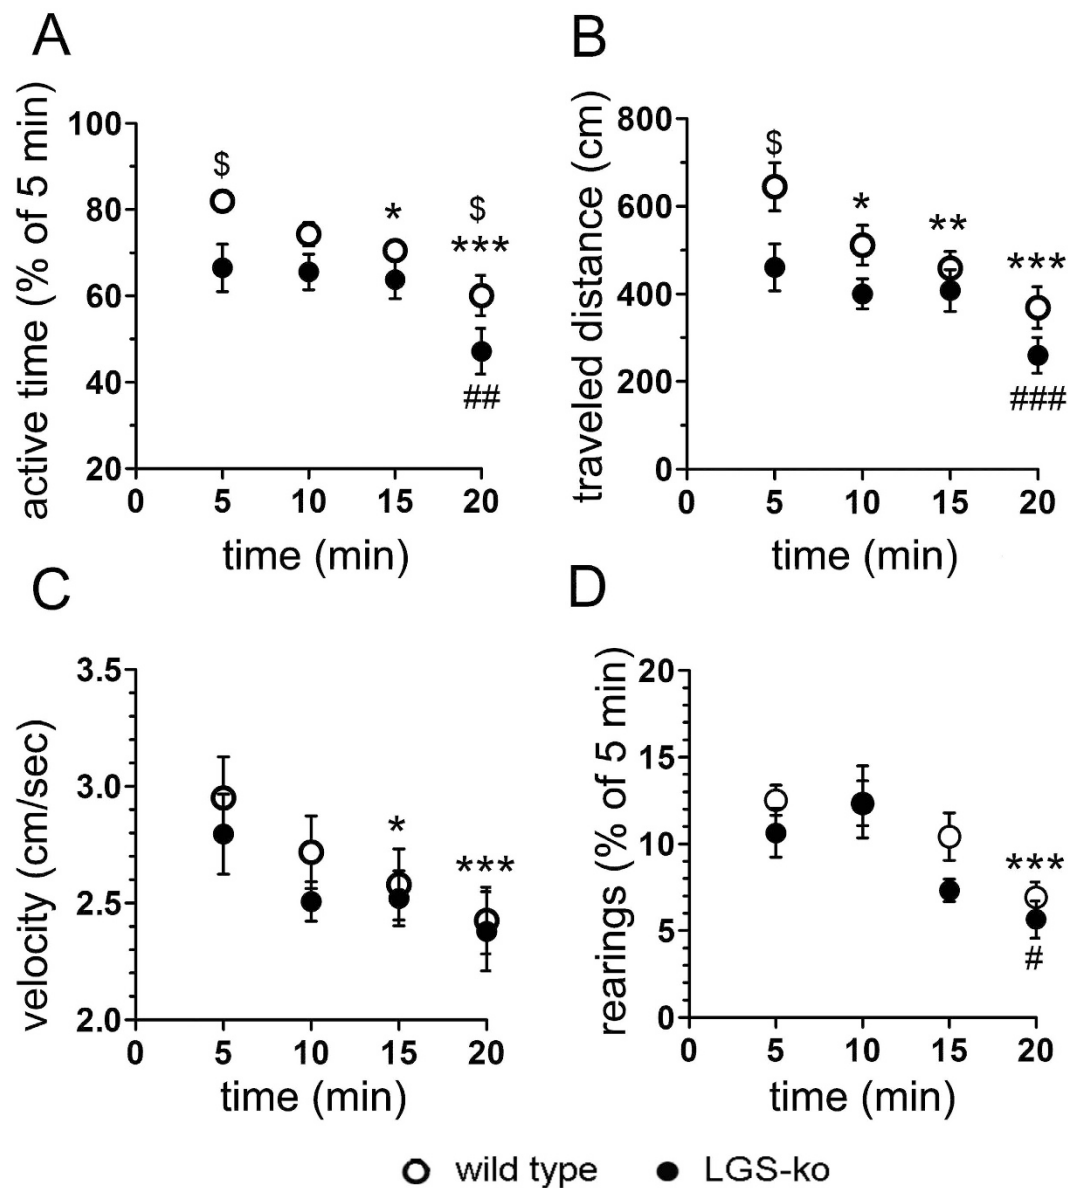 A
active time (% of 5 min)
100
80
60
40
20
$
*
$
***
##
0 5 10 15 20
time (min)
B
traveled distance (cm)
800
600
400
200
0
$
*
**
***
###
0 5 10 15 20
time (min)
C
velocity (cm/sec)
3.5
3.0
2.5
2.0
*
***
0 5 10 15 20
time (min)
D
rearings (% of 5 min)
20
15
10
5
0
***
#
0 5 10 15 20
time (min)
wild type LGS-ko